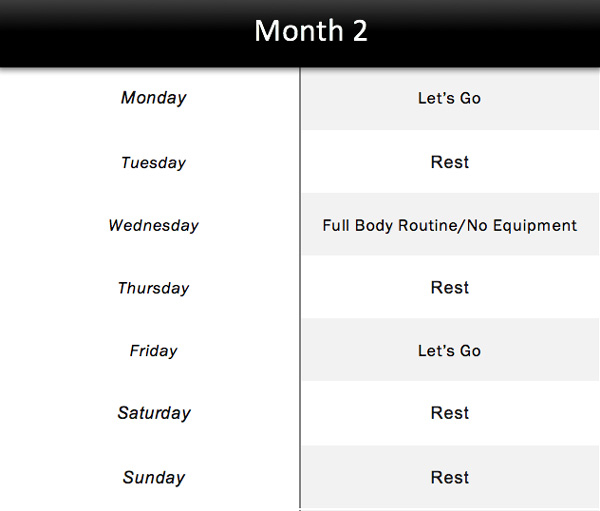 Month 2
Monday Let's Go
Tuesday Rest
Wednesday Full Body Routine/No Equipment
Thursday Rest
Friday Let's Go
Saturday Rest
Sunday Rest